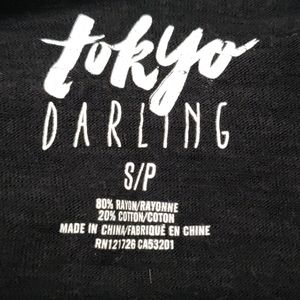 tokyo
DARLING
S/P
80% RAYON/RAYONNE
20% COTTON/COTON
MADE IN CHINA/FABRIQUÉ EN CHINE
RN121726 CA53201